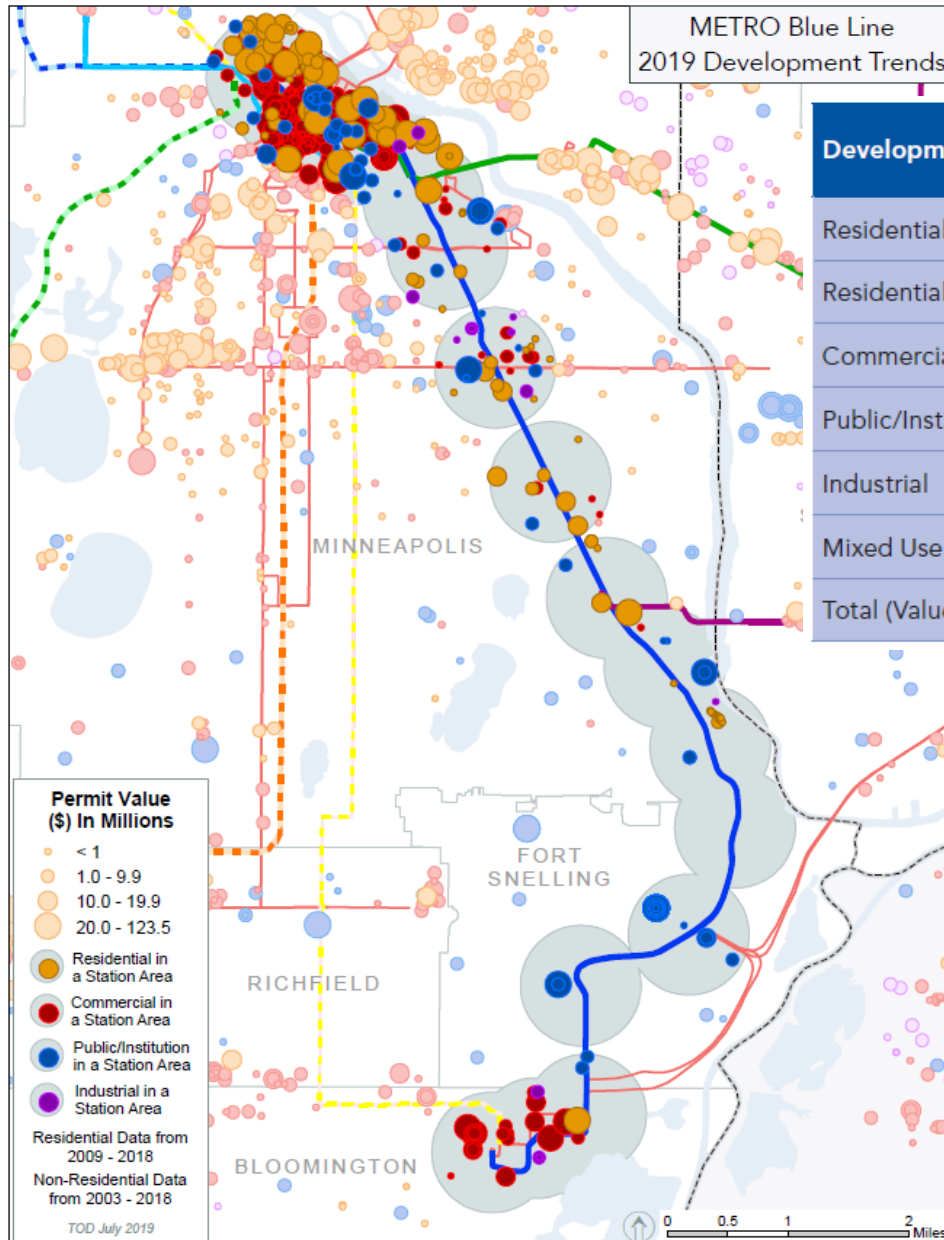 METRO Blue Line
2019 Development Trends
Developm
Residential
Residential
Commercia
Public/Inst
Industrial
Mixed Use
Total (Value
MINNEAPOLIS
FORT
SNELLING
RICHFIELD
BLOOMINGTON
Permit Value
($) In Millions
< 1
1.0 - 9.9
10.0 - 19.9
20.0 - 123.5
Residential in
a Station Area
Commercial in
a Station Area
Public/Institution
in a Station Area
Industrial in a
Station Area
Residential Data from
2009 - 2018
Non-Residential Data
from 2003 - 2018
TOD July 2019
0 0.5 1 2
Miles